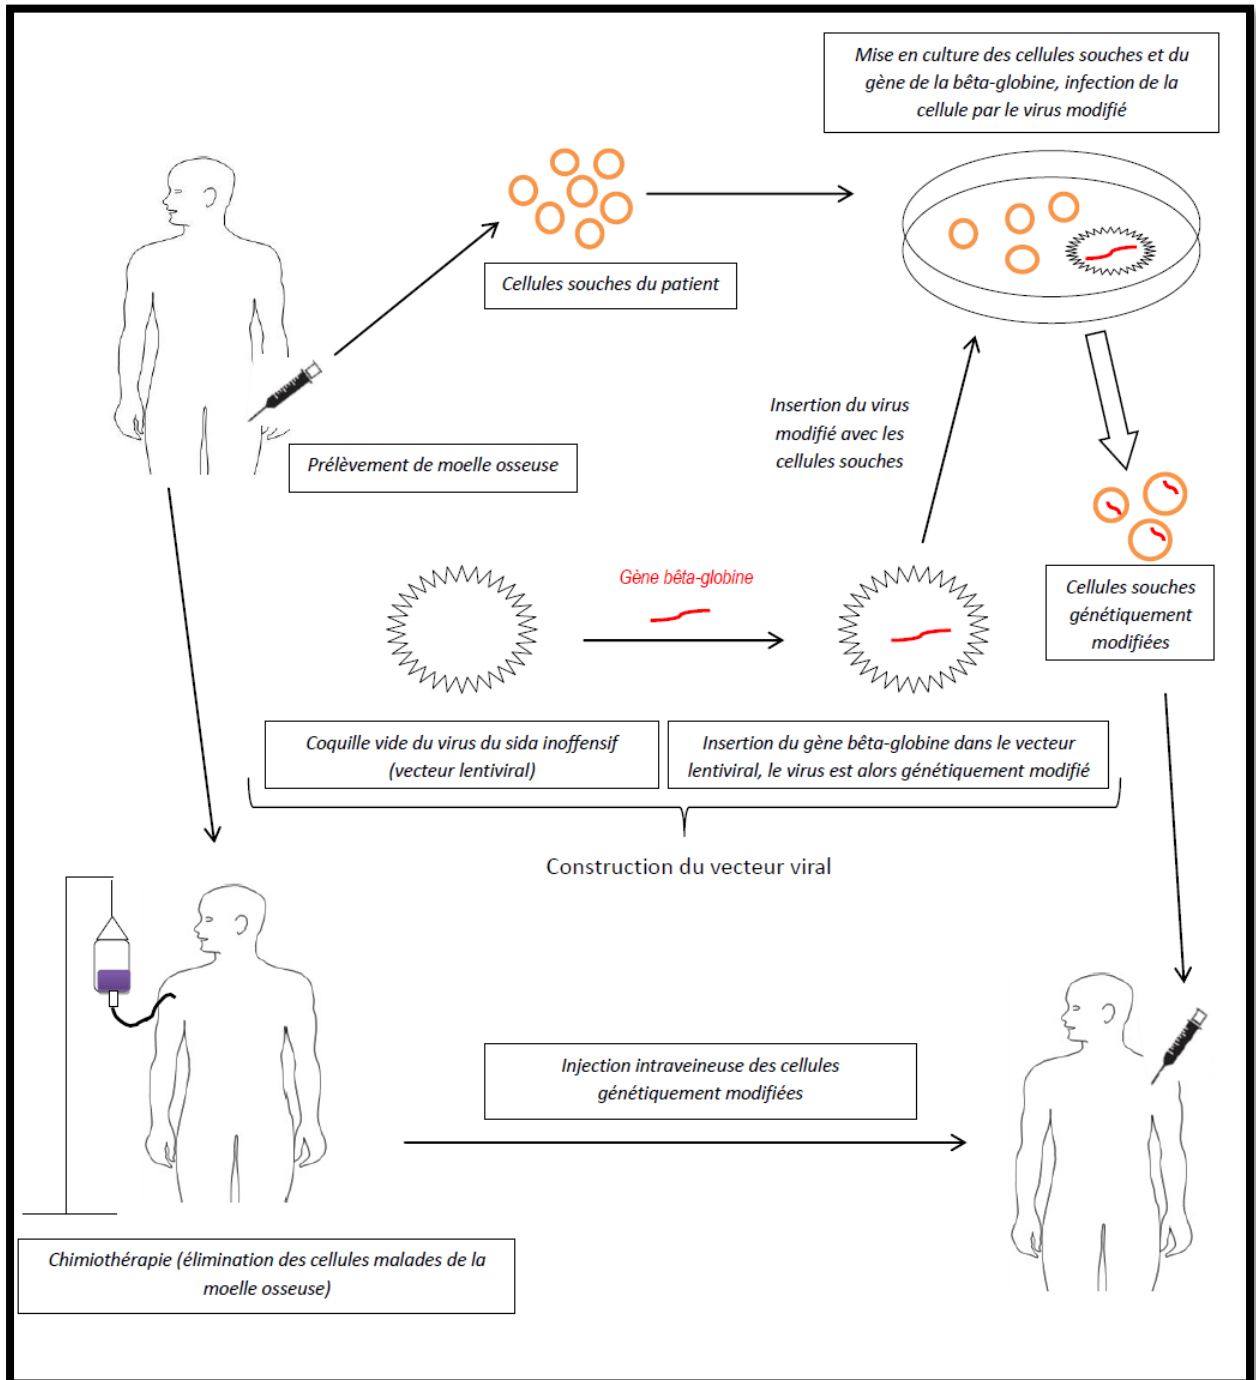 Mise en culture des cellules souches et du
gène de la bêta-globine, infection de la
cellule par le virus modifié
Cellules souches du patient
Prélèvement de moelle osseuse
Insertion du virus
modifié avec les
cellules souches
Gène bêta-globine
Cellules souches
génétiquement
modifiées
Coquille vide du virus du sida inoffensif
(vecteur lentiviral)
Insertion du gène bêta-globine dans le vecteur
lentiviral, le virus est alors génétiquement modifié
Construction du vecteur viral
Injection intraveineuse des cellules
génétiquement modifiées
Chimiothérapie (élimination des cellules malades de la
moelle osseuse)